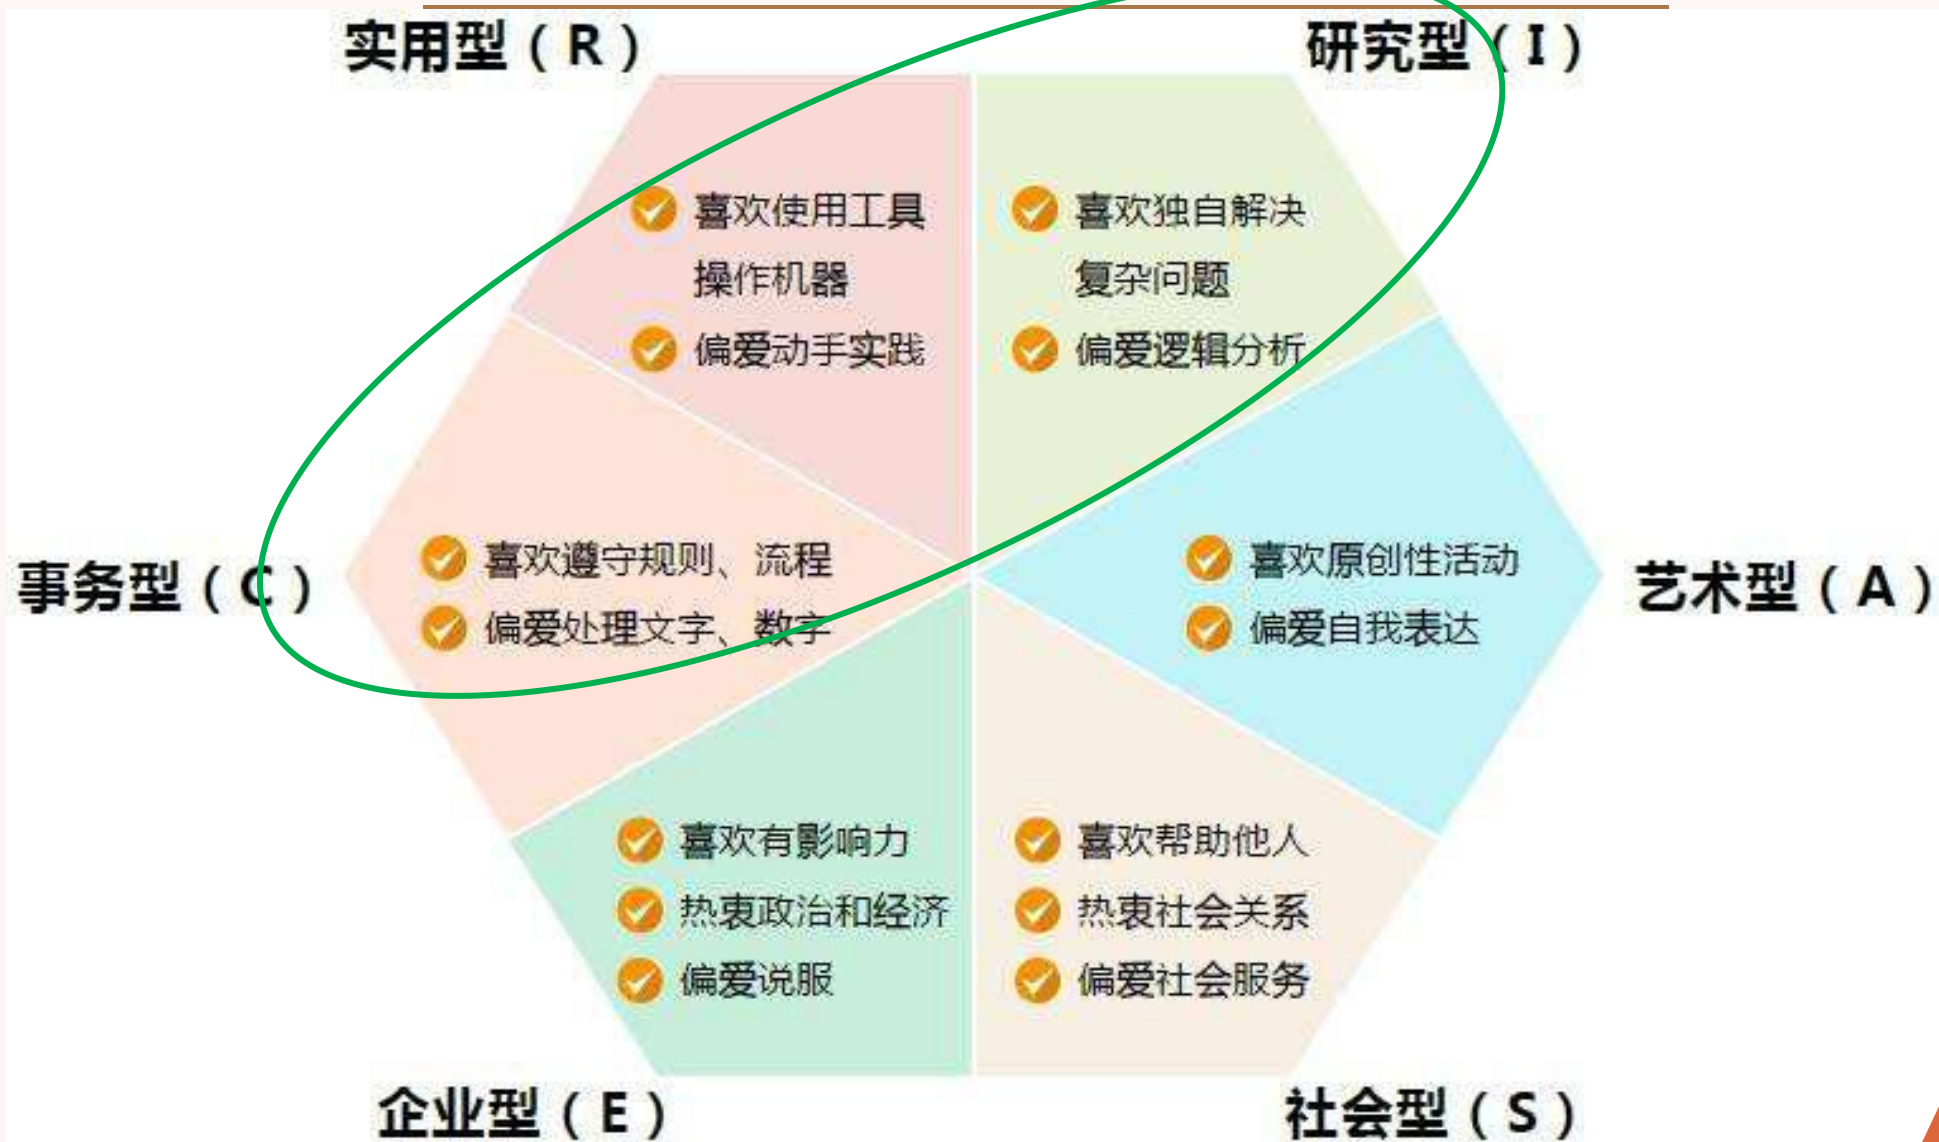 实用型（R）
研究型（I）
喜欢使用工具
操作机器
偏爱动手实践
喜欢独自解决
复杂问题
偏爱逻辑分析
事务型（C）
喜欢遵守规则、流程
偏爱处理文字、数字
喜欢原创性活动
偏爱自我表达
艺术型（A）
喜欢有影响力
热衷政治和经济
偏爱说服
喜欢帮助他人
热衷社会关系
偏爱社会服务
企业型（E）
社会型（S）